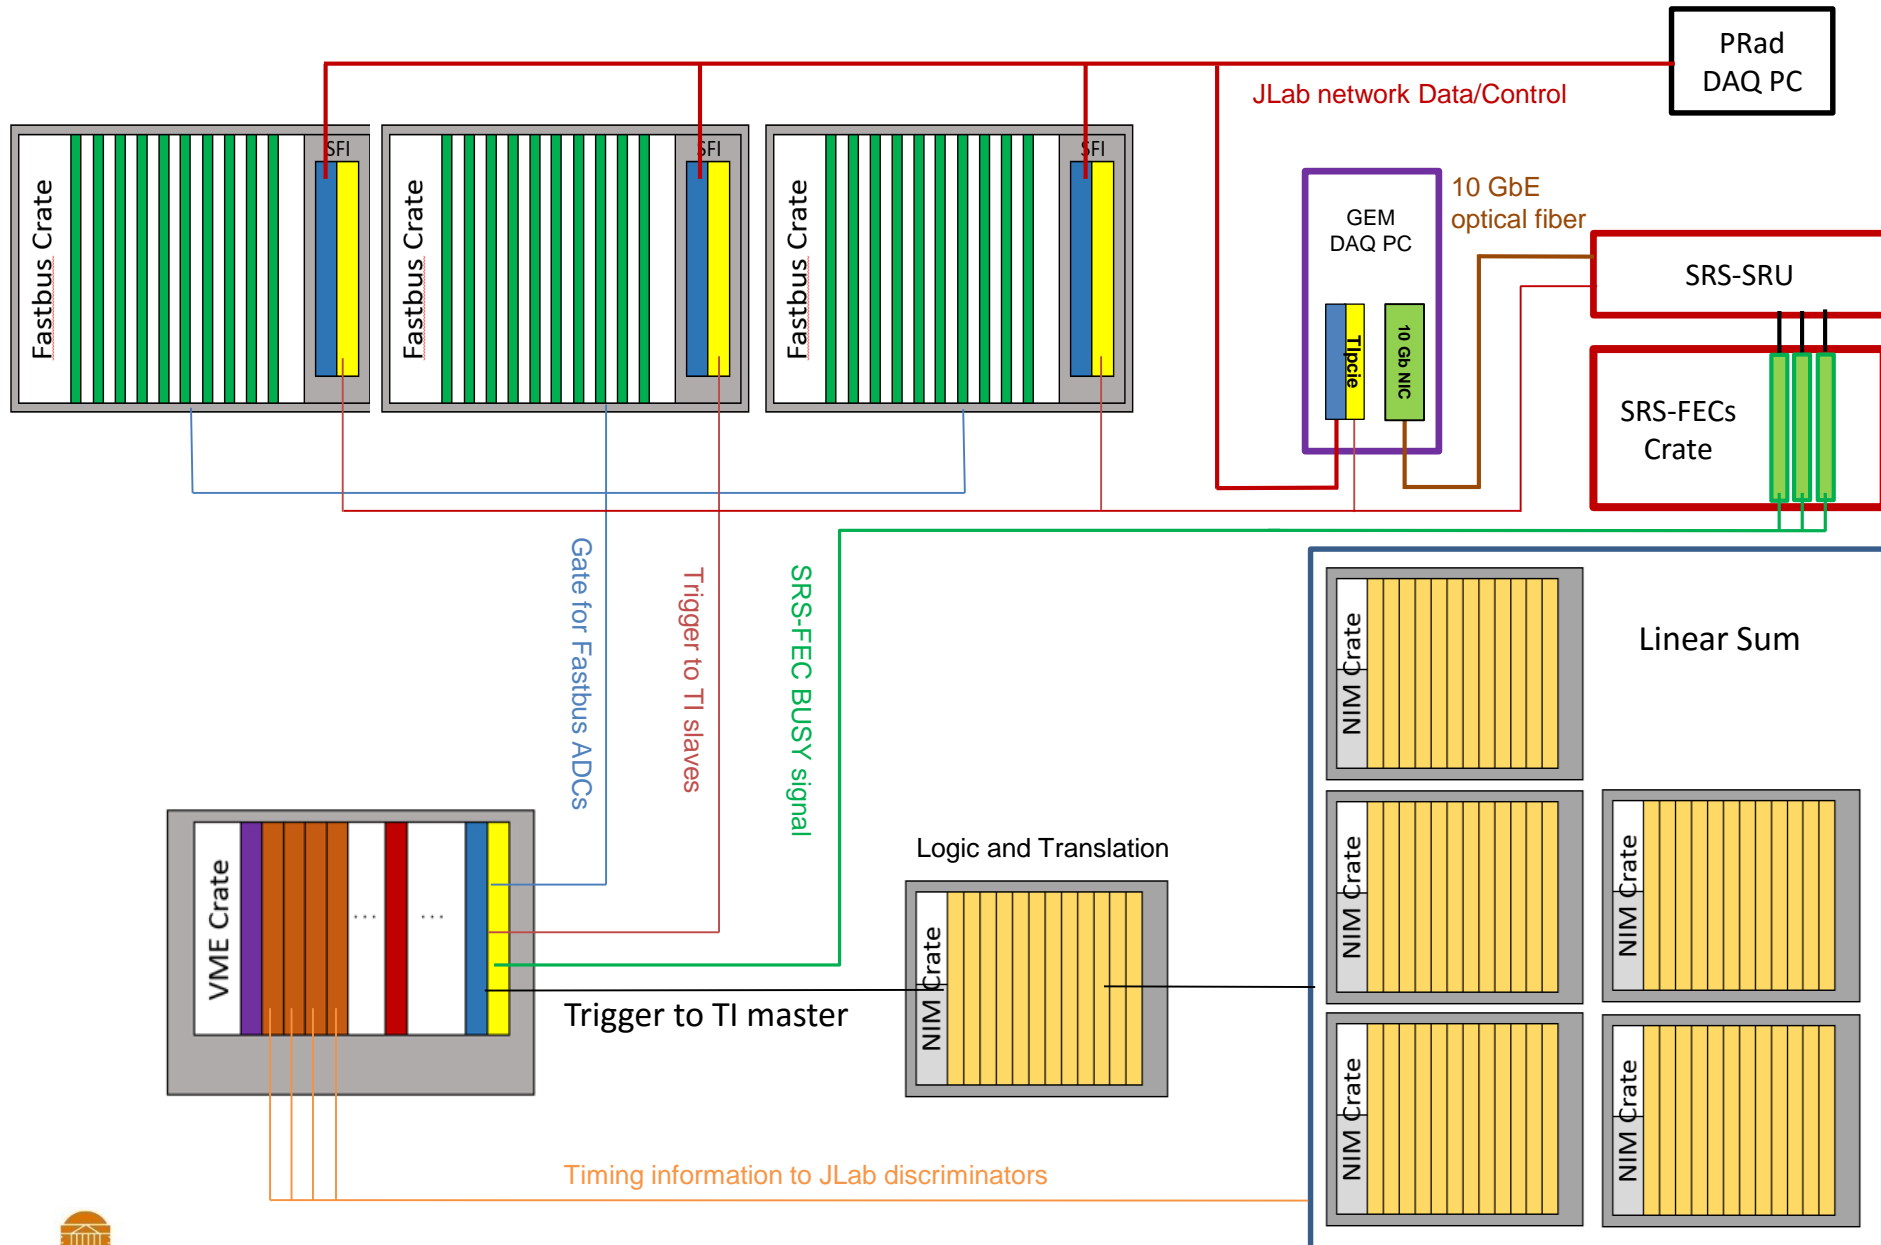 PRad
DAQ PC
JLab network Data/Control
SFI
SFI
SFI
Fastbus Crate
Fastbus Crate
Fastbus Crate
GEM
DAQ PC
10 GbE
optical fiber
TIpcie
10 Gb NIC
SRS-SRU
SRS-FECs
Crate
Gate for Fastbus ADCs
Trigger to TI slaves
SRS-FEC BUSY signal
Linear Sum
NIM Crate
NIM Crate
NIM Crate
NIM Crate
NIM Crate
VME Crate
...
...
Logic and Translation
NIM Crate
Trigger to TI master
Timing information to JLab discriminators